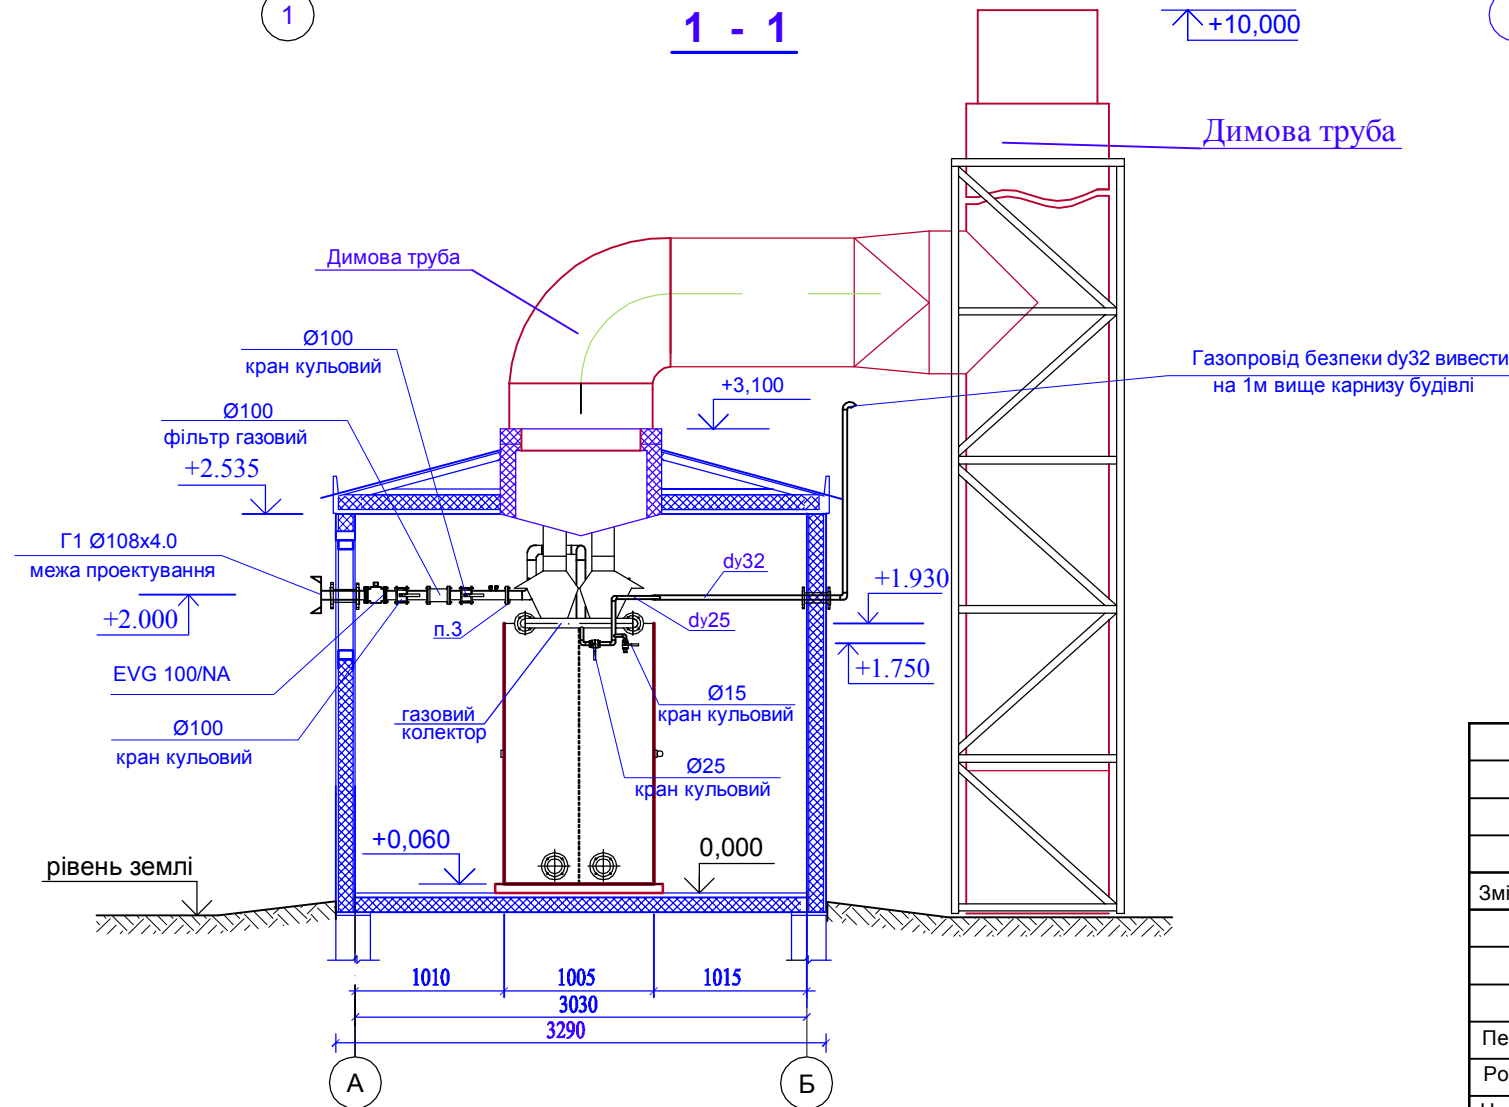 1
1 - 1
+10,000
Димова труба
Димова труба
Ø100
кран кульовий
+3,100
Газопровід безпеки dy32 вивести
на 1м вище карнизу будівлі
Ø100
фільтр газовий
+2.535
Г1 Ø108х4.0
межа проектування
+2.000
dy32
+1.930
dy25
п.3
+1.750
EVG 100/NA
Ø15
кран кульовий
газовий
колектор
Ø100
кран кульовий
Ø25
кран кульовий
+0,060
0,000
рівень землі
Змі
1010
1005
1015
3030
3290
Пе
Ро
А
Б